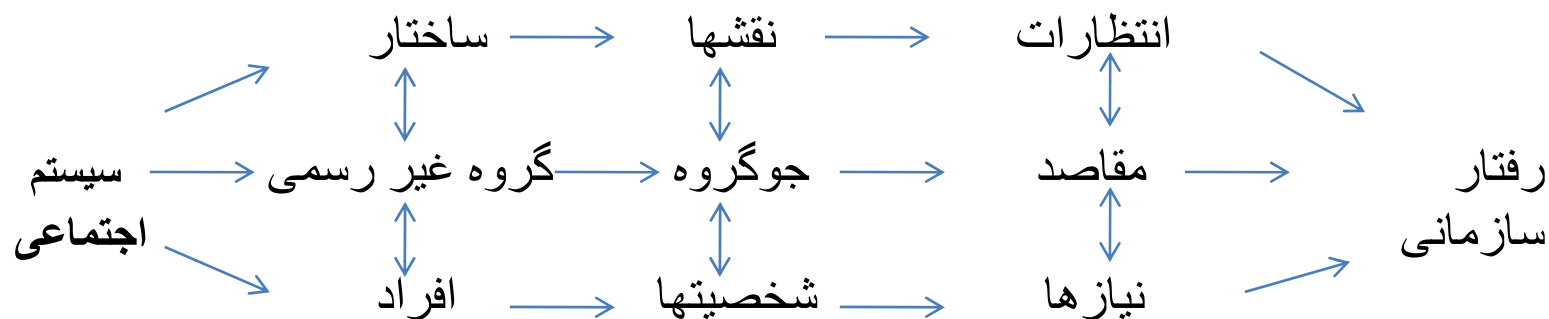 ساختار
نقشها
انتظارات
سیستم
اجتماعی
گروه غیر رسمی
جوگروه
مقاصد
رفتار
سازمانی
افراد
شخصیتها
نیازها